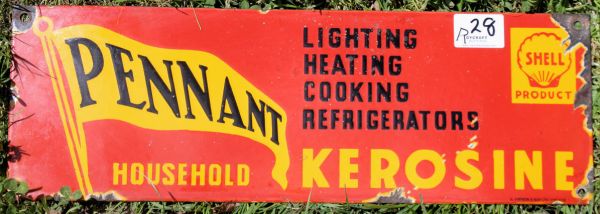 PENNANT
HOUSEHOLD
LIGHTING
HEATING
COOKING
REFRIGERATORS
KEROSINE
28
SHELL
PRODUCT